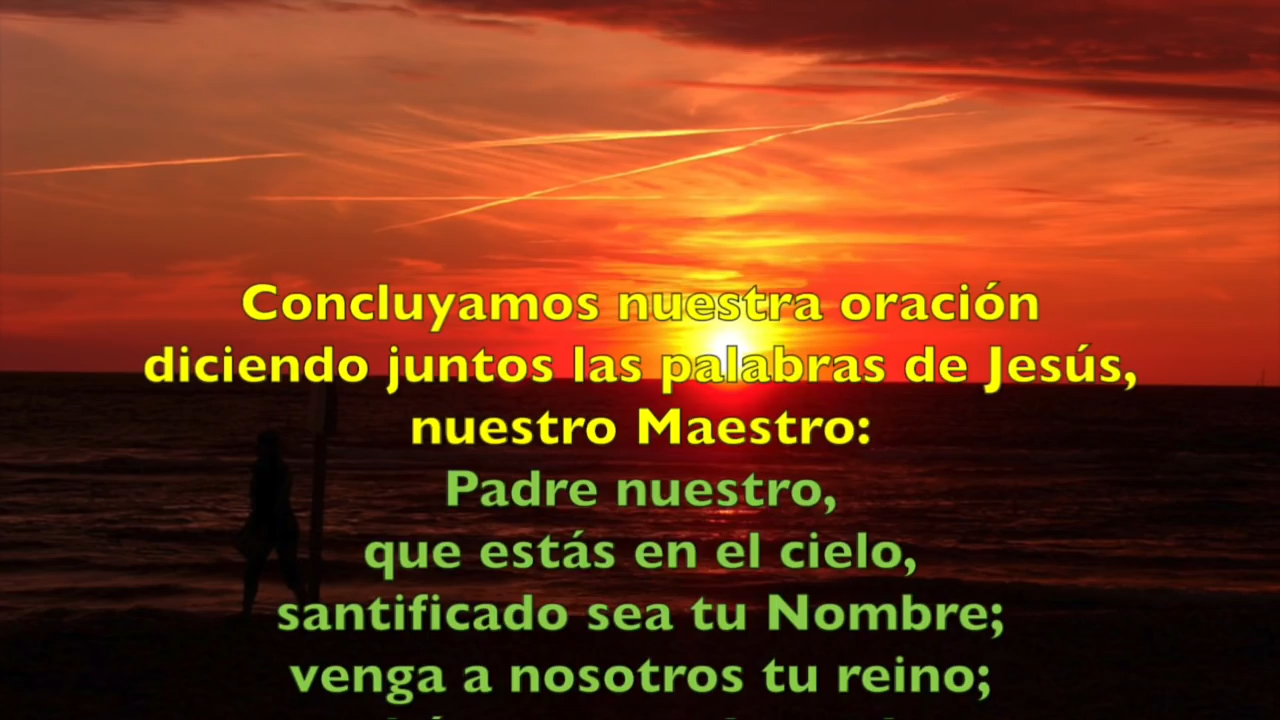 Concluyamos nuestra oración
diciendo juntos las palabras de Jesús,
nuestro Maestro:
Padre nuestro,
que estás en el cielo,
santificado sea tu Nombre;
venga a nosotros tu reino;